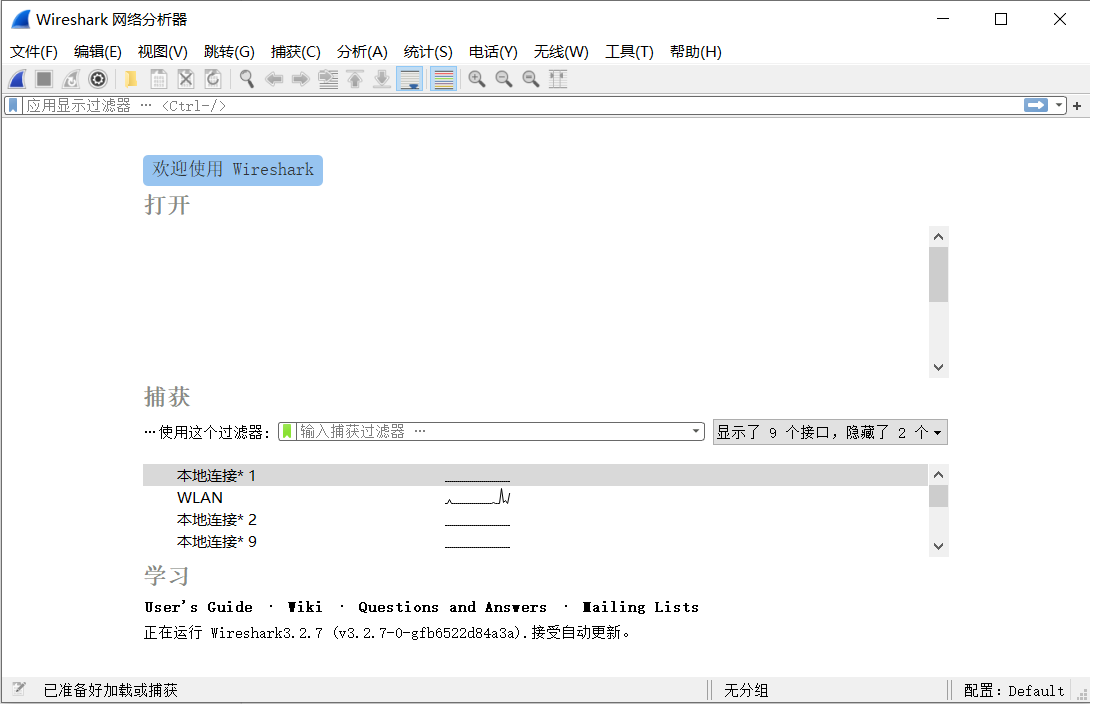 Wireshark 网络分析器
文件(F) 编辑(E) 视图(V) 跳转(G) 捕获(C) 分析(A) 统计(S) 电话(Y) 无线(W) 工具(T) 帮助(H)
应用显示过滤器 … <Ctrl-/>
+
欢迎使用 Wireshark
打开
捕获
…使用这个过滤器: 输入捕获过滤器 … 显示了 9 个接口, 隐藏了 2 个
本地连接* 1
WLAN
本地连接* 2
本地连接* 9
学习
User's Guide · Wiki · Questions and Answers · Mailing Lists
正在运行 Wireshark3.2.7 (v3.2.7-0-gfb6522d84a3a).接受自动更新。
已准备好加载或捕获 无分组 配置: Default